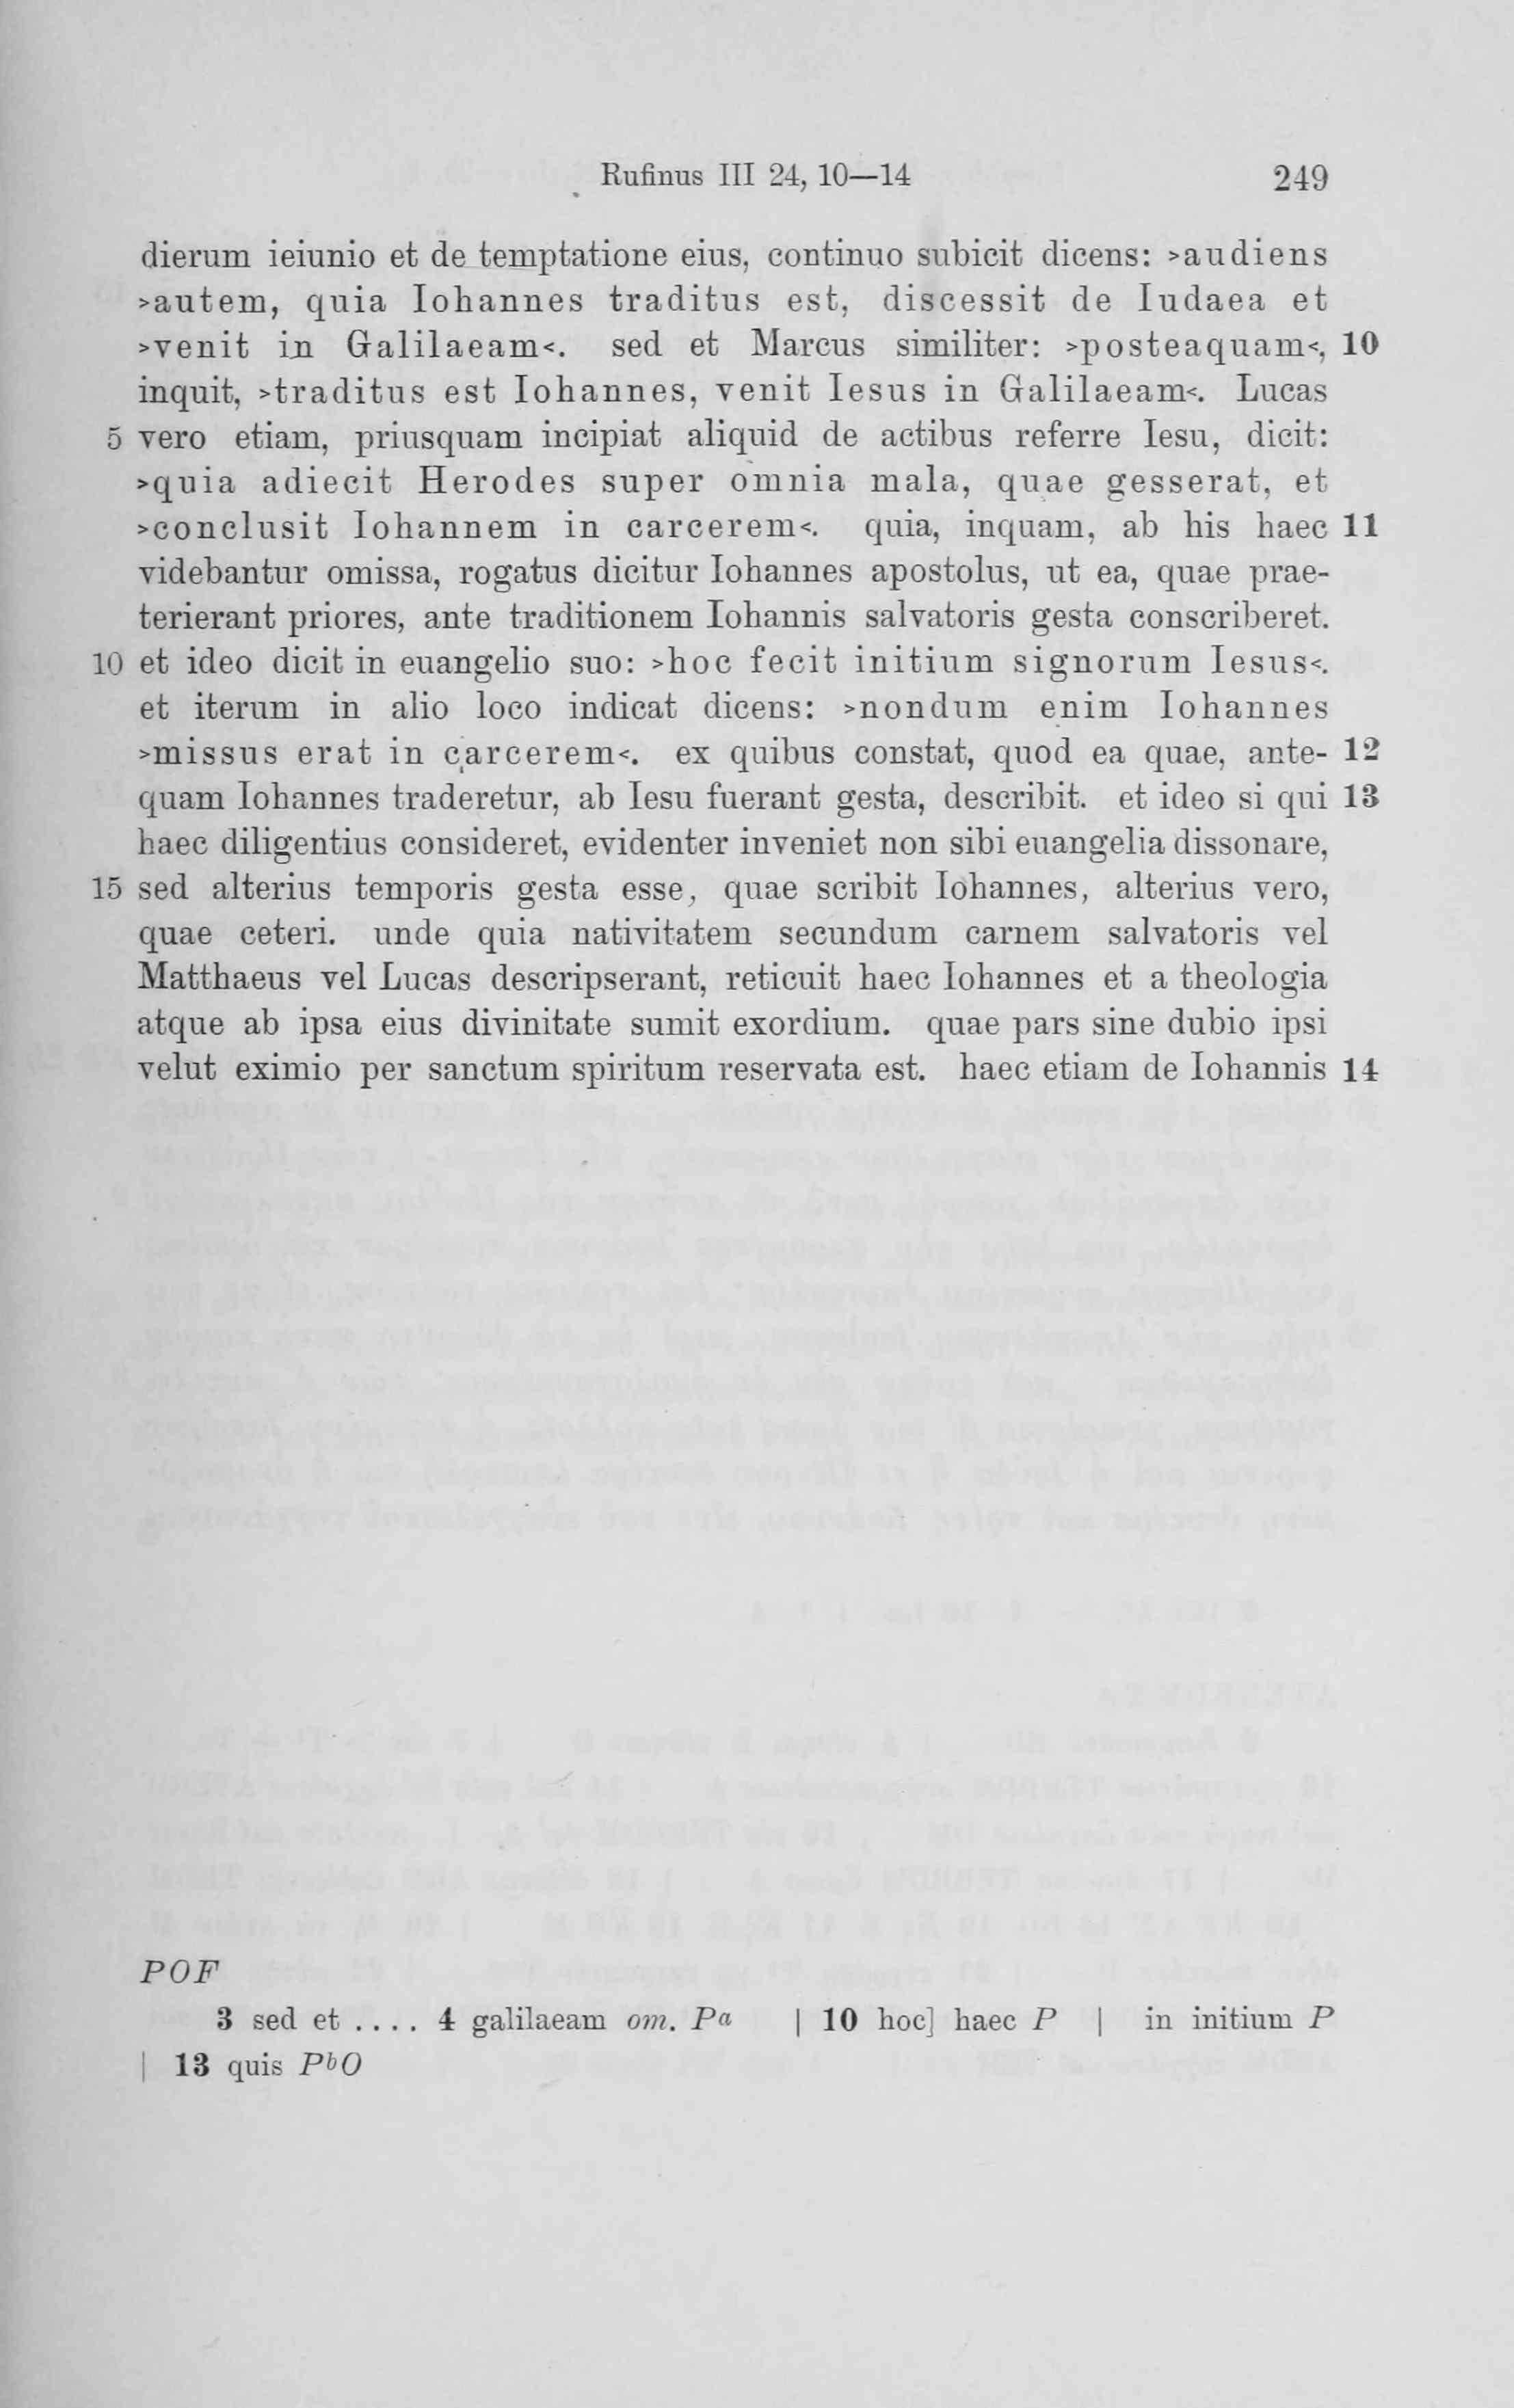 Rufinus III 24, 10—14 249
dierum ieiunio et de temptatione eius, continuo subicit dicens: >audiens
>autem, quia Iohannes traditus est, discessit de Iudaea et
>venit in Galilaeam<. sed et Marcus similiter: >posteaquam<, 10
inquit, >traditus est Iohannes, venit Iesus in Galilaeam<. Lucas
5 vero etiam, priusquam incipiat aliquid de actibus referre Iesu, dicit:
>quia adiecit Herodes super omnia mala, quae gesserat, et
>conclusit Iohannem in carcerem<. quia, inquam, ab his haec 11
videbantur omissa, rogatus dicitur Iohannes apostolus, ut ea, quae prae-
terierant priores, ante traditionem Iohannis salvatoris gesta conscriberet.
10 et ideo dicit in euangelio suo: >hoc fecit initium signorum Iesus<.
et iterum in alio loco indicat dicens: >nondum enim Iohannes
>missus erat in carcerem<. ex quibus constat, quod ea quae, ante- 12
quam Iohannes traderetur, ab Iesu fuerant gesta, describit. et ideo si qui 13
haec diligentius consideret, evidenter inveniet non sibi euangelia dissonare,
15 sed alterius temporis gesta esse, quae scribit Iohannes, alterius vero,
quae ceteri. unde quia nativitatem secundum carnem salvatoris vel
Matthaeus vel Lucas descripserant, reticuit haec Iohannes et a theologia
atque ab ipsa eius divinitate sumit exordium. quae pars sine dubio ipsi
velut eximio per sanctum spiritum reservata est. haec etiam de Iohannis 14
POF
3 sed et .... 4 galilaeam om. Pa | 10 hoc] haec P | in initium P
| 13 quis PbO